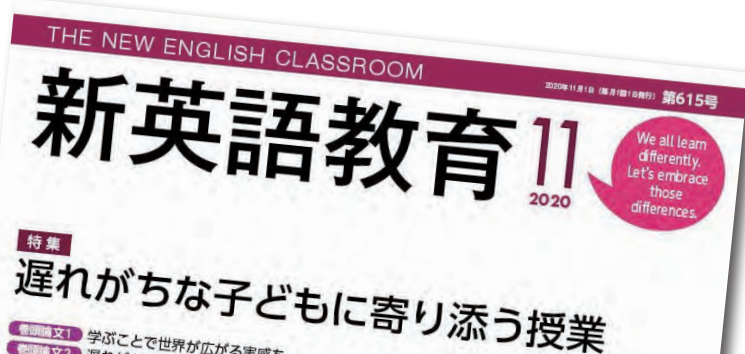 THE NEW ENGLISH CLASSROOM
2020年11月1日（毎月1回1日発行）第615号
新英語教育
11
2020
We all learn
differently.
Let's embrace
those
differences.
特集
遅れがちな子どもに寄り添う授業
巻頭論文1 学ぶことで世界が広がる実感を
巻頭論文2